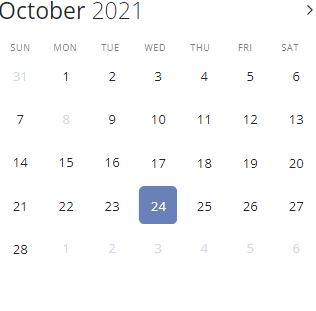 October 2021
SUN MON TUE WED THU FRI SAT
31 1 2 3 4 5 6
7 8 9 10 11 12 13
14 15 16 17 18 19 20
21 22 23 24 25 26 27
28 1 2 3 4 5 6